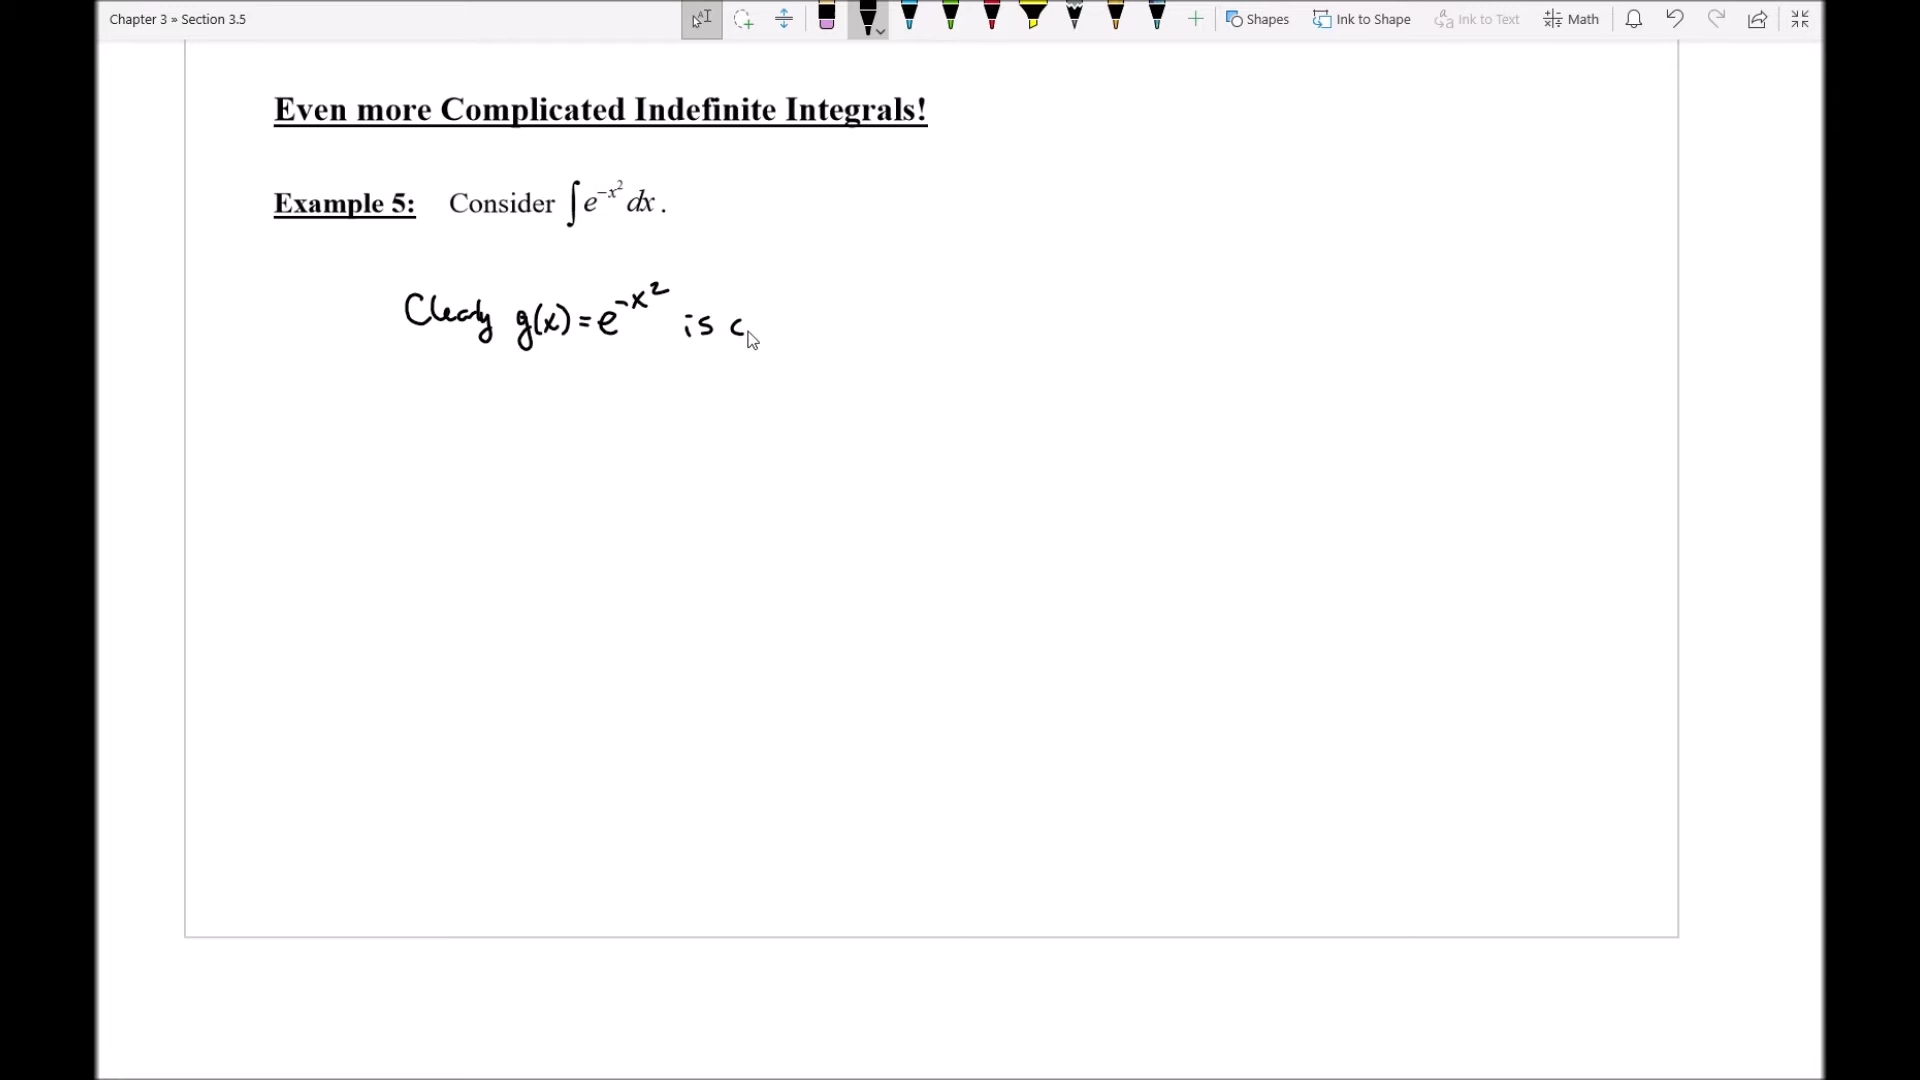 Chapter 3 » Section 3.5
Shapes Ink to Shape Ink to Text Math
Even more Complicated Indefinite Integrals!
Example 5: Consider ∫e^{-x^2} dx.
Clearly g(x) = e^{-x^2} is c